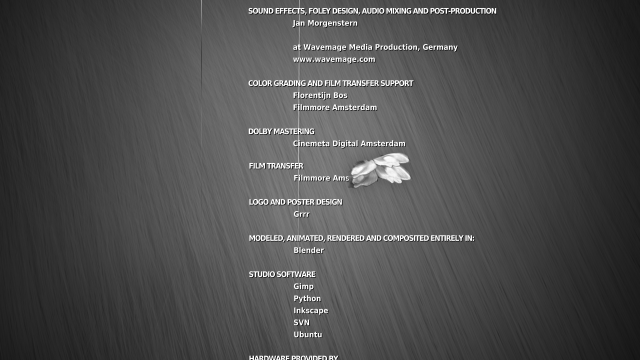 SOUND EFFECTS, FOLEY DESIGN, AUDIO MIXING AND POST-PRODUCTION
Jan Morgenstern
at Wavemage Media Production, Germany
www.wavemage.com
COLOR GRADING AND FILM TRANSFER SUPPORT
Florentijn Bos
Filmmore Amsterdam
DOLBY MASTERING
Cinemeta Digital Amsterdam
FILM TRANSFER
Filmmore Ams
LOGO AND POSTER DESIGN
Grrr
MODELED, ANIMATED, RENDERED AND COMPOSITED ENTIRELY IN:
Blender
STUDIO SOFTWARE
Gimp
Python
Inkscape
SVN
Ubuntu
HARDWARE PROVIDED BY